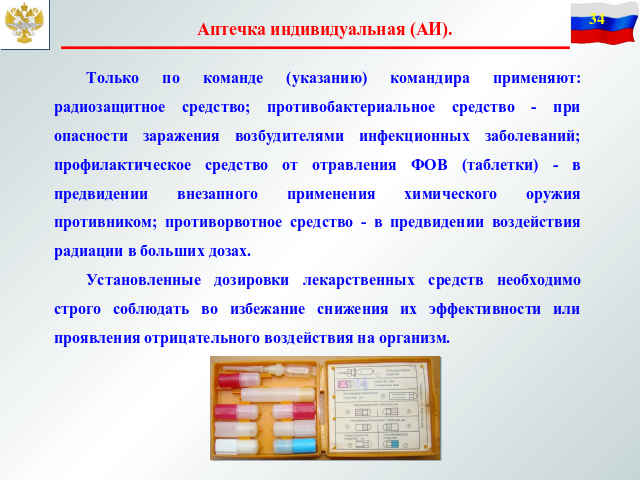 34
Аптечка индивидуальная (АИ).
Только по команде (указанию) командира применяют:
радиозащитное средство; противобактериальное средство - при
опасности заражения возбудителями инфекционных заболеваний;
профилактическое средство от отравления ФОВ (таблетки) - в
предвидении внезапного применения химического оружия
противником; противорвотное средство - в предвидении воздействия
радиации в больших дозах.
Установленные дозировки лекарственных средств необходимо
строго соблюдать во избежание снижения их эффективности или
проявления отрицательного воздействия на организм.